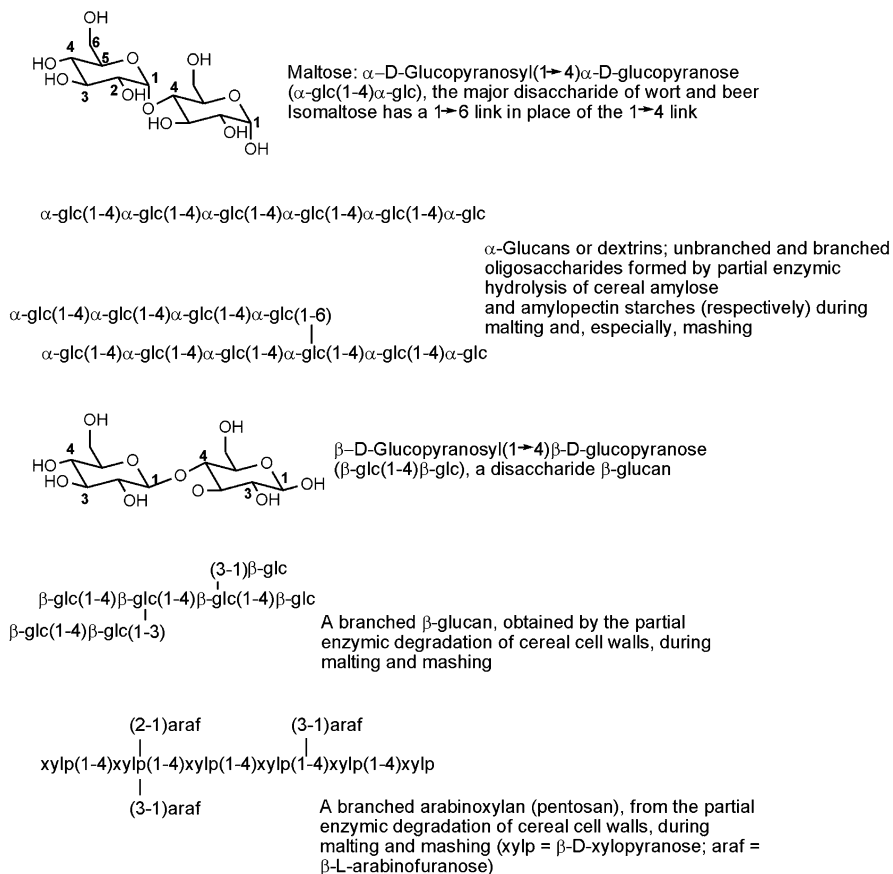 OH
6
4
HO
5
O
OH
HO
1
4
3
2
OH
O
O
HO
OH
1
OH
Maltose: α–D-Glucopyranosyl(1→4)α-D-glucopyranose
(α-glc(1-4)α-glc), the major disaccharide of wort and beer
Isomaltose has a 1→6 link in place of the 1→4 link
α-glc(1-4)α-glc(1-4)α-glc(1-4)α-glc(1-4)α-glc(1-4)α-glc
α-Glucans or dextrins; unbranched and branched
oligosaccharides formed by partial enzymic
hydrolysis of cereal amylose
and amylopectin starches (respectively) during
malting and, especially, mashing
α-glc(1-4)α-glc(1-4)α-glc(1-4)α-glc(1-6)
α-glc(1-4)α-glc(1-4)α-glc(1-4)α-glc(1-4)α-glc(1-4)α-glc
OH
OH
4
HO
O
HO
3
OH
1
O
4
O
O
3
OH
1
OH
β–D-Glucopyranosyl(1→4)β-D-glucopyranose
(β-glc(1-4)β-glc), a disaccharide β-glucan
(3-1)β-glc
β-glc(1-4)β-glc(1-4)β-glc(1-4)β-glc
β-glc(1-4)β-glc(1-3)
A branched β-glucan, obtained by the partial
enzymic degradation of cereal cell walls, during
malting and mashing
(2-1)araf (3-1)araf
xylp(1-4)xylp(1-4)xylp(1-4)xylp(1-4)xylp(1-4)xylp
(3-1)araf
A branched arabinoxylan (pentosan), from the partial
enzymic degradation of cereal cell walls, during
malting and mashing (xylp = β-D-xylopyranose; araf =
β-L-arabinofuranose)